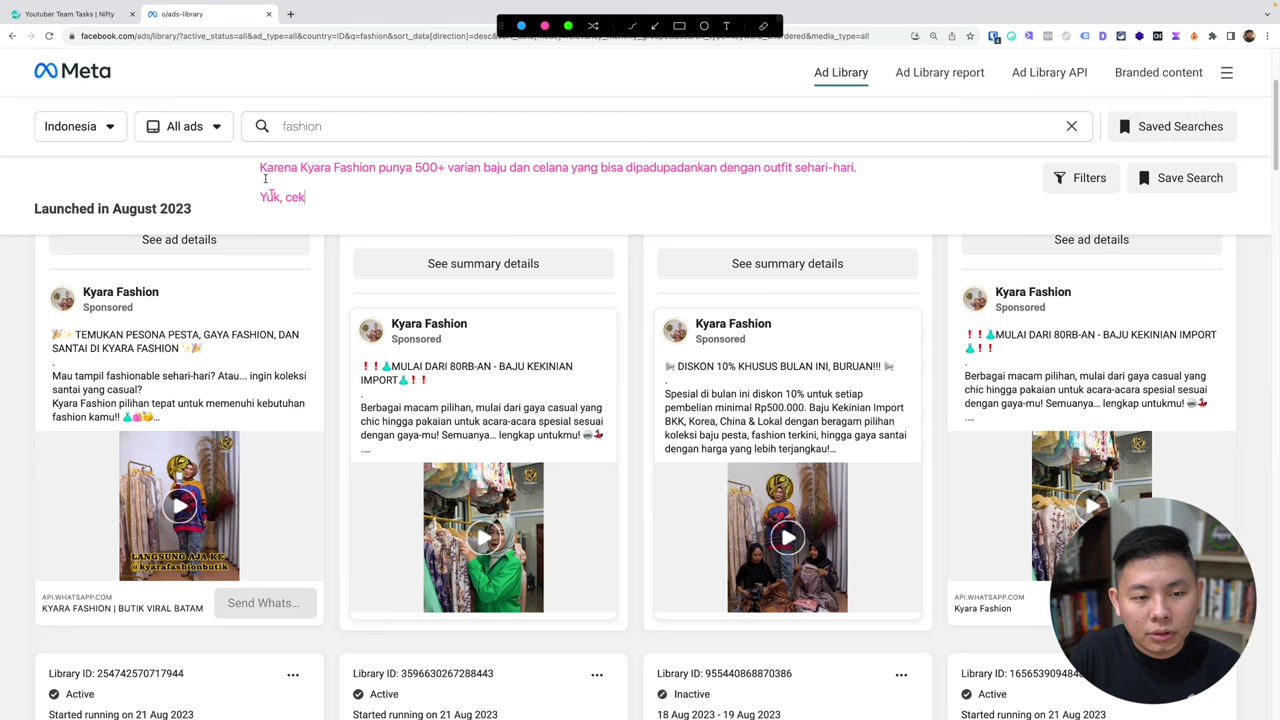 Youtuber Team Tasks | Nifty
o/ads-library
facebook.com/ads/library/?active_status=all&ad_type=all&country=ID&q=fashion&sort_data[direction]=desc
Meta
Ad Library
Ad Library report
Ad Library API
Branded content
Indonesia
All ads
fashion
Saved Searches
Karena Kyara Fashion punya 500+ varian baju dan celana yang bisa dipadupadankan dengan outfit sehari-hari.
Yuk, cek
Filters
Save Search
Launched in August 2023
See ad details
See summary details
See summary details
See ad details
Kyara Fashion
Sponsored
🎉✨ TEMUKAN PESONA PESTA, GAYA FASHION, DAN
SANTAI DI KYARA FASHION ✨🎉
.
Mau tampil fashionable sehari-hari? Atau... ingin koleksi
santai yang casual?
Kyara Fashion pilihan tepat untuk memenuhi kebutuhan
fashion kamu!! 👗🛍️🥳…
LANGSUNG AJA KE
@kyarafashionbutik
API.WHATSAPP.COM
KYARA FASHION | BUTIK VIRAL BATAM
Send Whats...
Kyara Fashion
Sponsored
❗❗👗MULAI DARI 80RB-AN - BAJU KEKINIAN
IMPORT👗❗❗
.
Berbagai macam pilihan, mulai dari gaya casual yang
chic hingga pakaian untuk acara-acara spesial sesuai
dengan gaya-mu! Semuanya… lengkap untukmu!
....
Kyara Fashion
Sponsored
DISKON 10% KHUSUS BULAN INI, BURUAN!!!
.
Spesial di bulan ini diskon 10% untuk setiap
pembelian minimal Rp500.000. Baju Kekinian Import
BKK, Korea, China & Lokal dengan beragam pilihan
koleksi baju pesta, fashion terkini, hingga gaya santai
dengan harga yang lebih terjangkau!...
Kyara Fashion
Sponsored
❗❗👗MULAI DARI 80RB-AN - BAJU KEKINIAN IMPORT
👗❗❗
.
Berbagai macam pilihan, mulai dari gaya casual yang
chic hingga pakaian untuk acara-acara spesial sesuai
dengan gaya-mu! Semuanya… lengkap untukmu!
...
API.WHATSAPP.COM
Kyara Fashion
Library ID: 254742570717944
Active
Started running on 21 Aug 2023
Library ID: 3596630267288443
Active
Started running on 21 Aug 2023
Library ID: 955440868870386
Inactive
18 Aug 2023 - 19 Aug 2023
Active
Started running on 21 Aug 2023